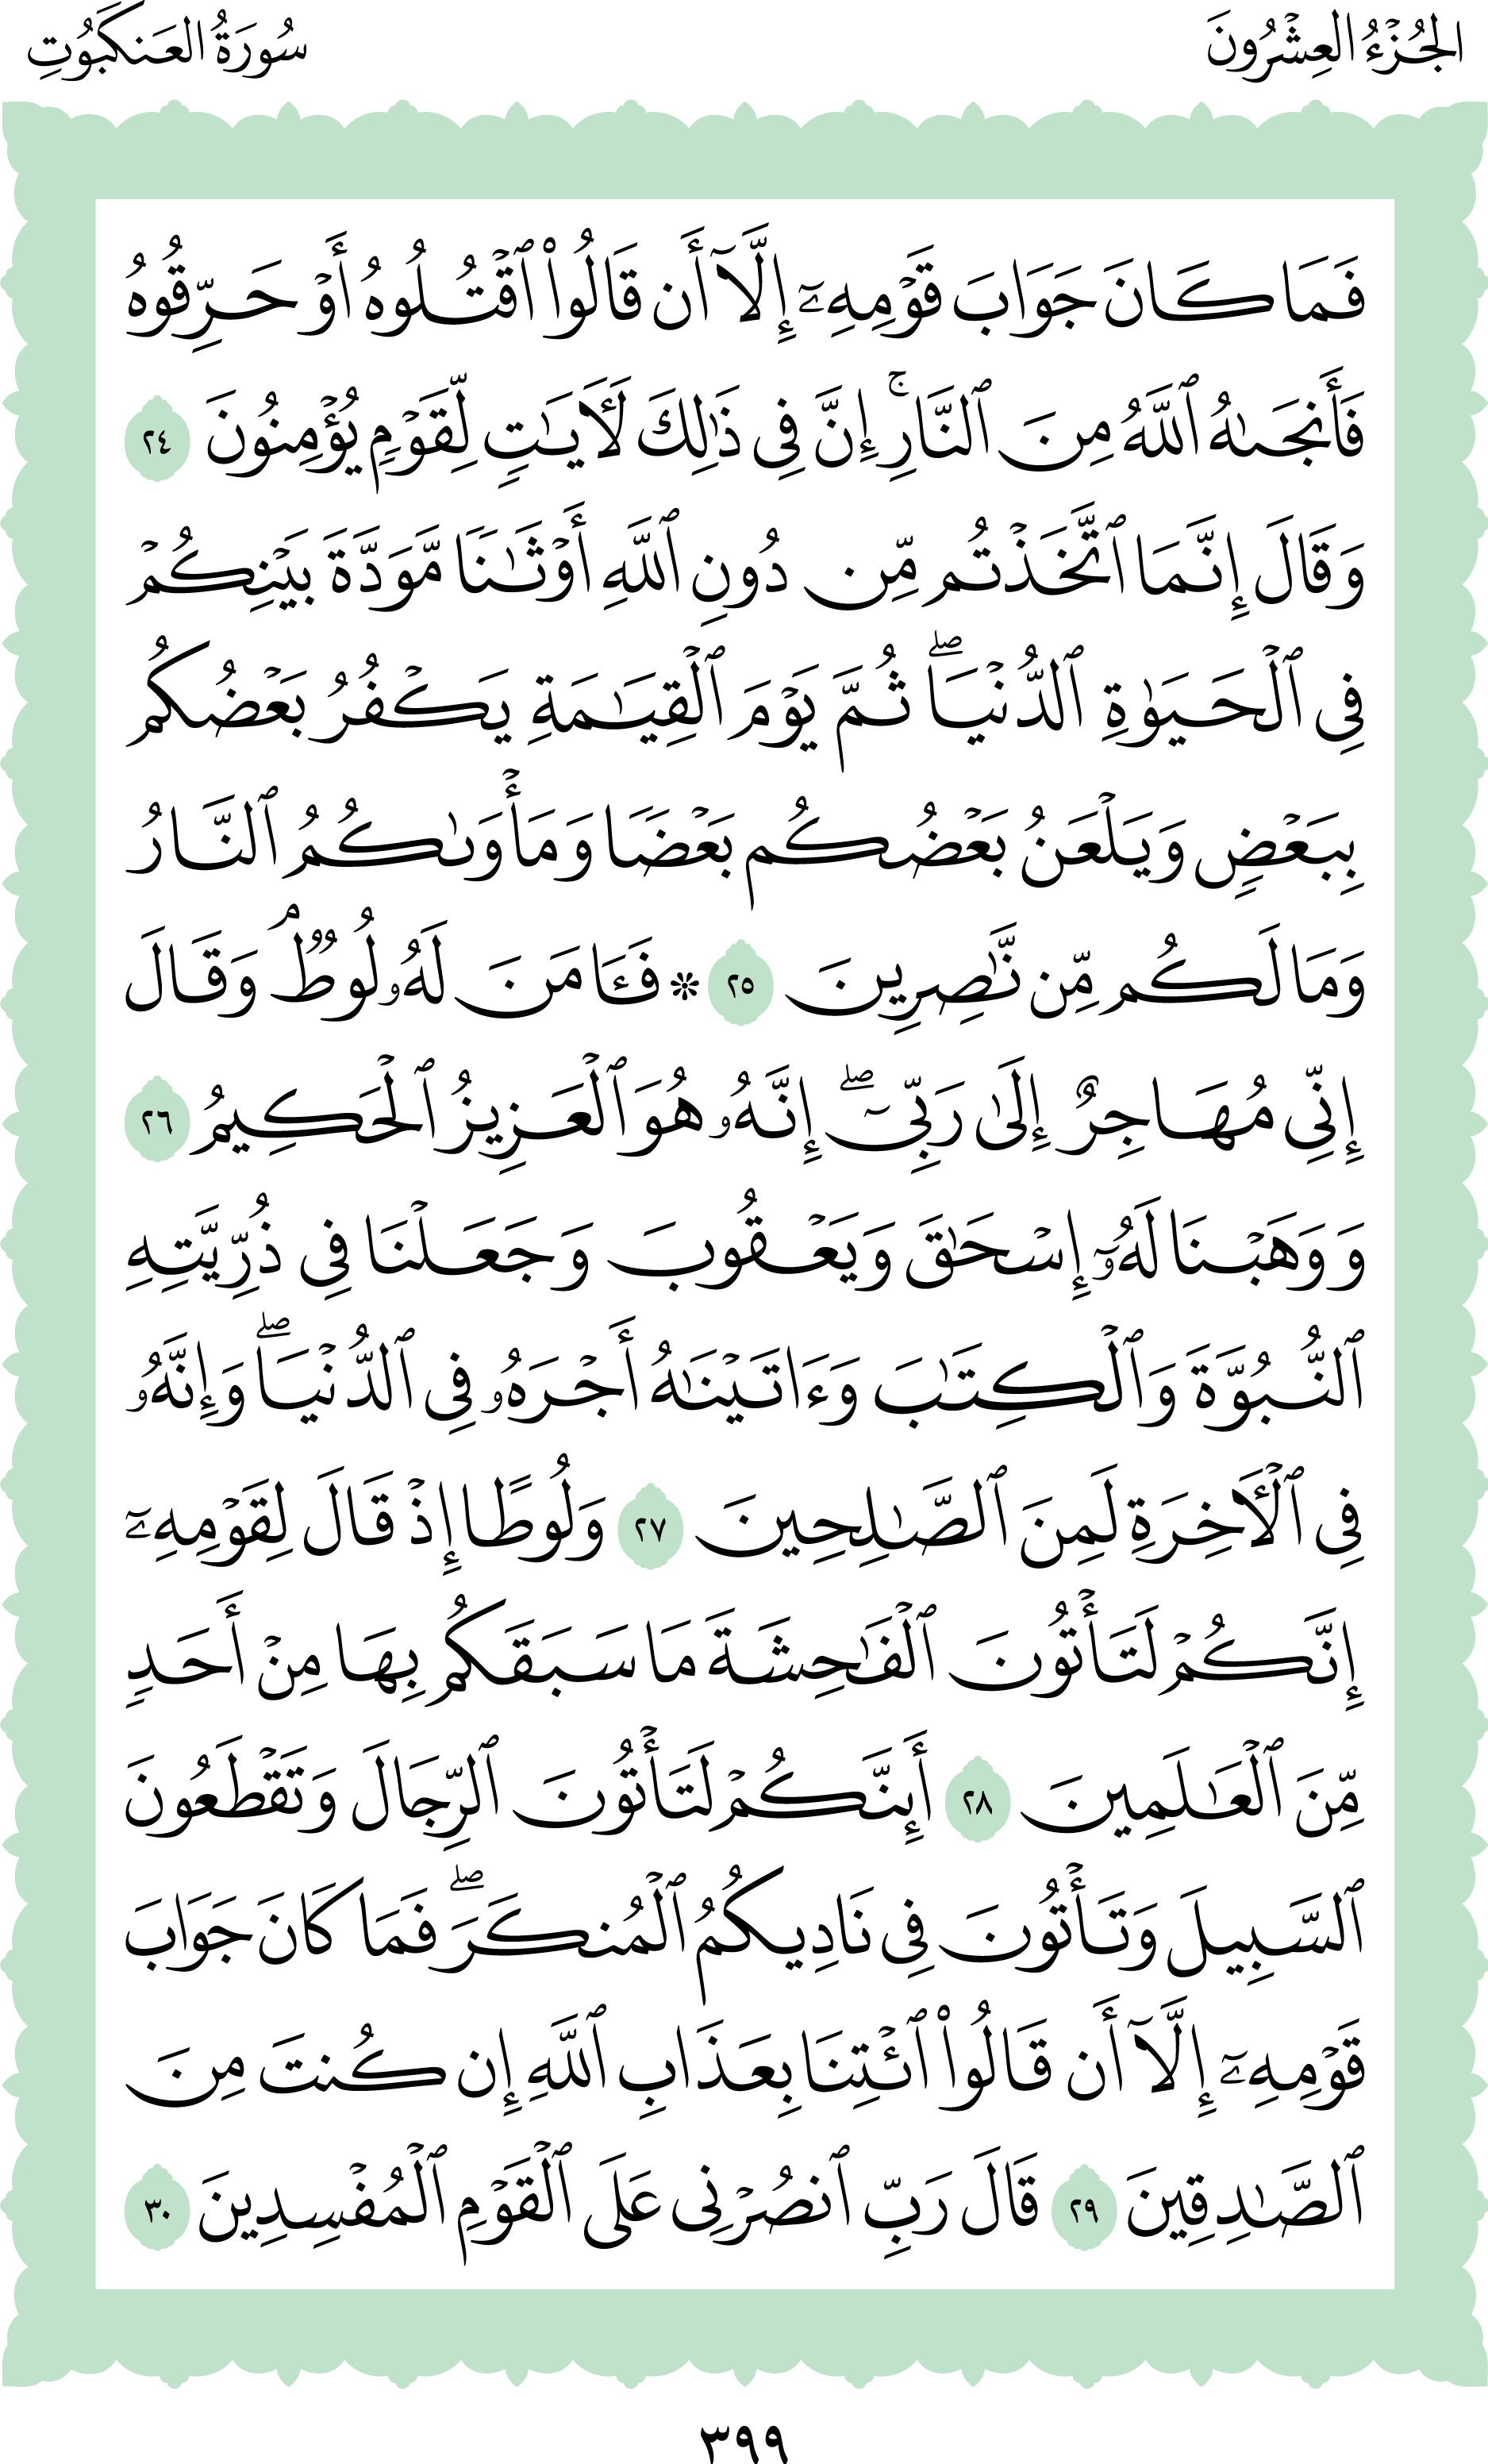 الجُزْءُ العِشْرُونَ
سُورَةُ العَنكَبُوتِ
فَمَا كَانَ جَوَابَ قَوْمِهِۦٓ إِلَّآ أَن قَالُوا۟ ٱقْتُلُوهُ أَوْ حَرِّقُوهُ
فَأَنجَىٰهُ ٱللَّهُ مِنَ ٱلنَّارِۚ إِنَّ فِى ذَٰلِكَ لَـَٔايَـٰتٍ لِّقَوْمٍ يُؤْمِنُونَ ٢٤
وَقَالَ إِنَّمَا ٱتَّخَذْتُم مِّن دُونِ ٱللَّهِ أَوْثَـٰنًا مَّوَدَّةَ بَيْنِكُمْ
فِى ٱلْحَيَوٰةِ ٱلدُّنْيَاۖ ثُمَّ يَوْمَ ٱلْقِيَـٰمَةِ يَكْفُرُ بَعْضُكُم
بِبَعْضٍ وَيَلْعَنُ بَعْضُكُم بَعْضًا وَمَأْوَىٰكُمُ ٱلنَّارُ
وَمَا لَكُم مِّن نَّـٰصِرِينَ ٢٥ * فَـَٔامَنَ لَهُۥ لُوطٌۘ وَقَالَ
إِنِّى مُهَاجِرٌ إِلَىٰ رَبِّىٓۖ إِنَّهُۥ هُوَ ٱلْعَزِيزُ ٱلْحَكِيمُ ٢٦
وَوَهَبْنَا لَهُۥٓ إِسْحَـٰقَ وَيَعْقُوبَ وَجَعَلْنَا فِى ذُرِّيَّتِهِ
ٱلنُّبُوَّةَ وَٱلْكِتَـٰبَ وَءَاتَيْنَـٰهُ أَجْرَهُۥ فِى ٱلدُّنْيَاۖ وَإِنَّهُۥ
فِى ٱلْـَٔاخِرَةِ لَمِنَ ٱلصَّـٰلِحِينَ ٢٧ وَلُوطًا إِذْ قَالَ لِقَوْمِهِۦٓ
إِنَّكُمْ لَتَأْتُونَ ٱلْفَـٰحِشَةَ مَا سَبَقَكُم بِهَا مِنْ أَحَدٍ
مِّنَ ٱلْعَـٰلَمِينَ ٢٨ أَئِنَّكُمْ لَتَأْتُونَ ٱلرِّجَالَ وَتَقْطَعُونَ
ٱلسَّبِيلَ وَتَأْتُونَ فِى نَادِيكُمُ ٱلْمُنكَرَۖ فَمَا كَانَ جَوَابَ
قَوْمِهِۦٓ إِلَّآ أَن قَالُوا۟ ٱئْتِنَا بِعَذَابِ ٱللَّهِ إِن كُنتَ مِنَ
ٱلصَّـٰدِقِينَ ٢٩ قَالَ رَبِّ ٱنصُرْنِى عَلَى ٱلْقَوْمِ ٱلْمُفْسِدِينَ ٣٠
٣٩٩